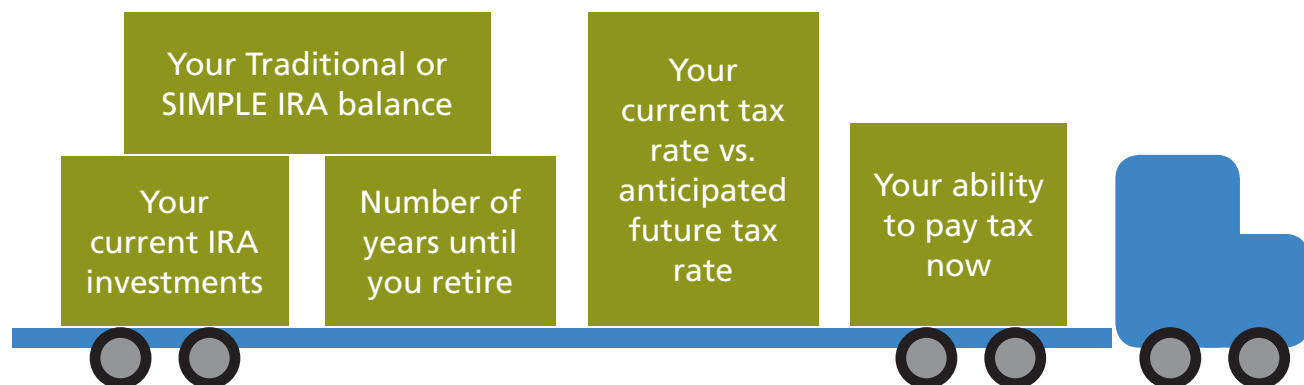 Your Traditional or
SIMPLE IRA balance
Your
current IRA
investments
Number of
years until
you retire
Your
current tax
rate vs.
anticipated
future tax
rate
Your ability
to pay tax
now